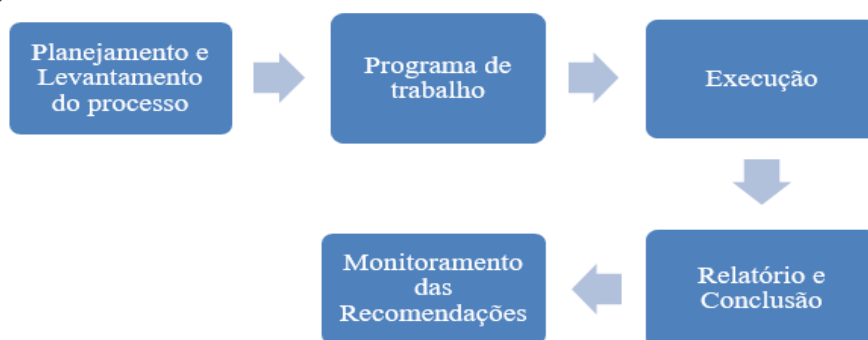 Planejamento e
Levantamento
do processo
Programa de
trabalho
Execução
Relatório e
Conclusão
Monitoramento
das
Recomendações